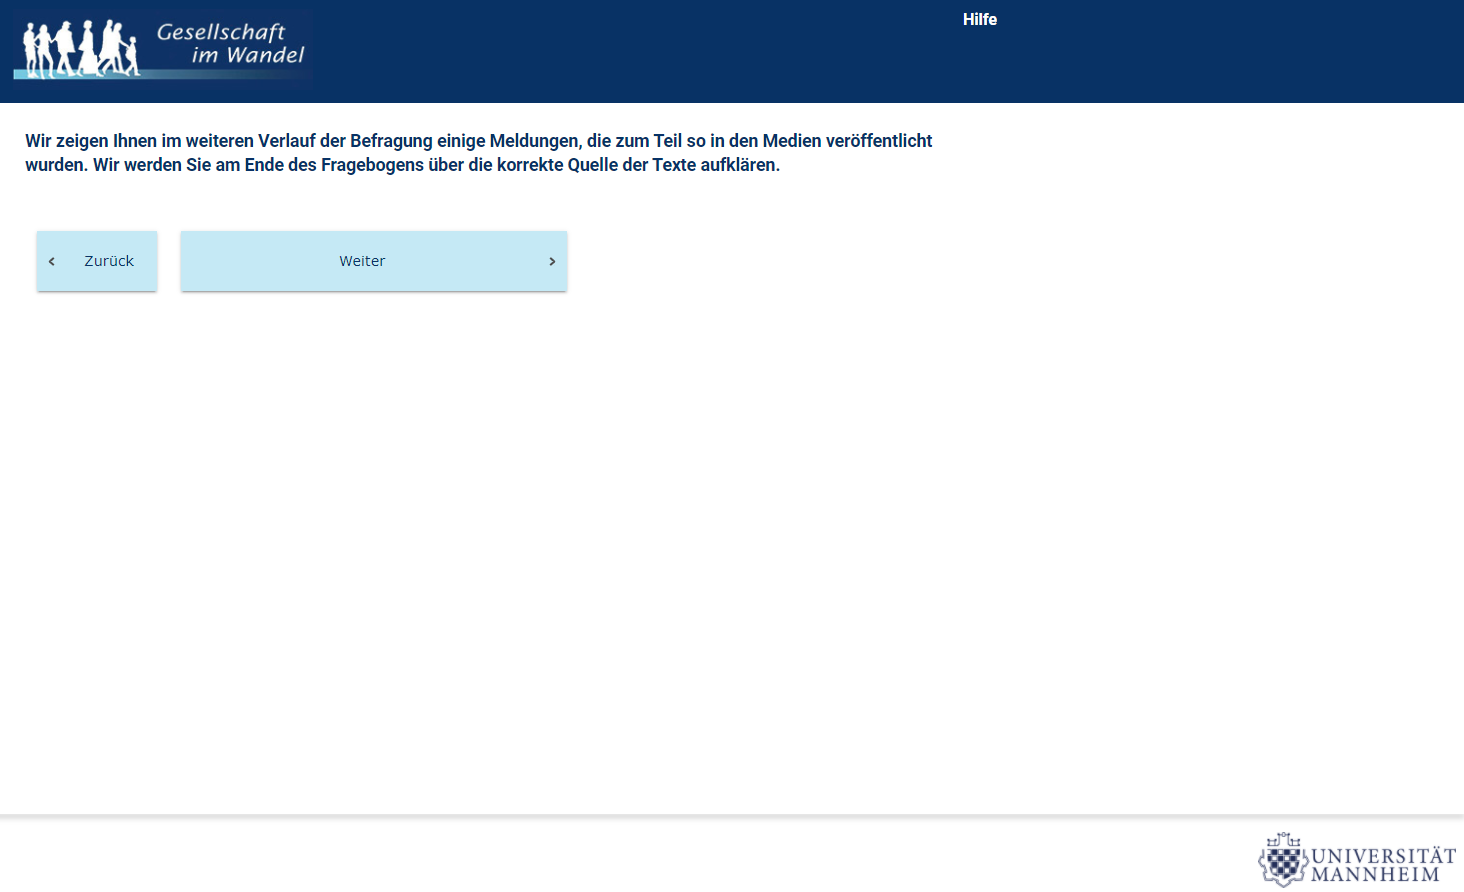 Gesellschaft
im Wandel
Hilfe
Wir zeigen Ihnen im weiteren Verlauf der Befragung einige Meldungen, die zum Teil so in den Medien veröffentlicht
wurden. Wir werden Sie am Ende des Fragebogens über die korrekte Quelle der Texte aufklären.
Zurück
Weiter
UNIVERSITÄT
MANNHEIM